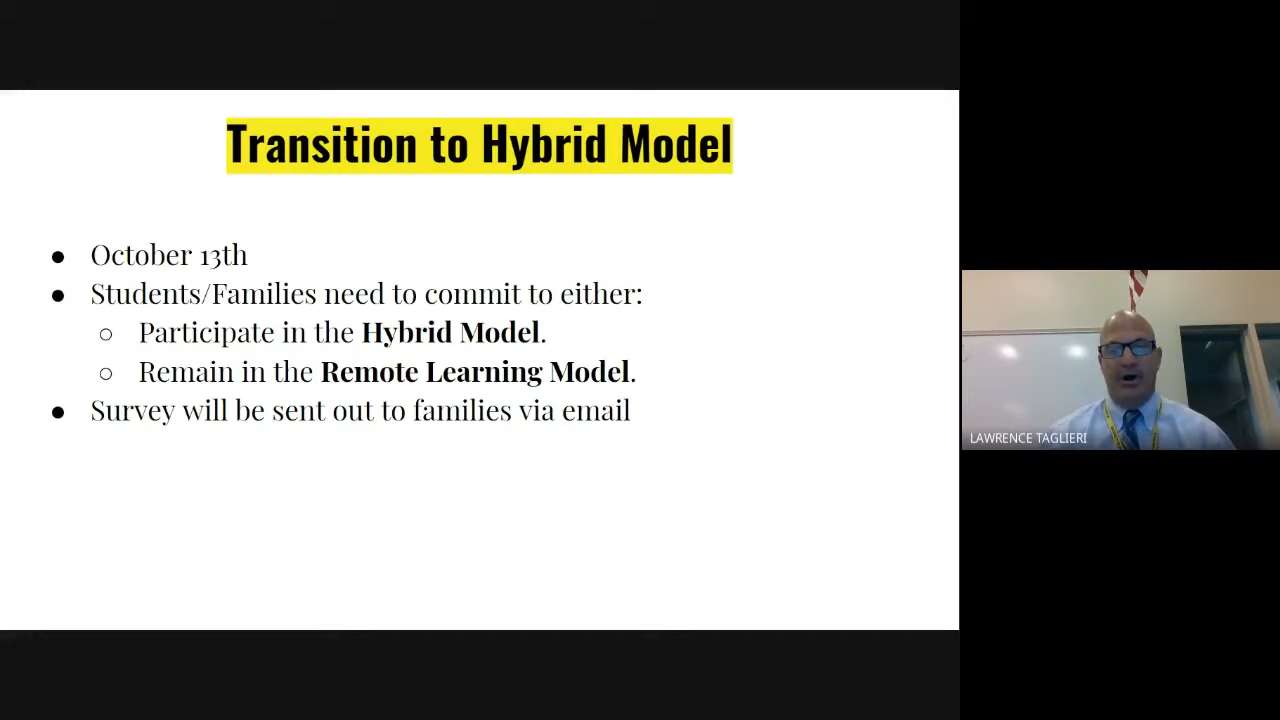 Transition to Hybrid Model
● October 13th
● Students/Families need to commit to either:
○ Participate in the Hybrid Model.
○ Remain in the Remote Learning Model.
● Survey will be sent out to families via email
LAWRENCE TAGLIERI